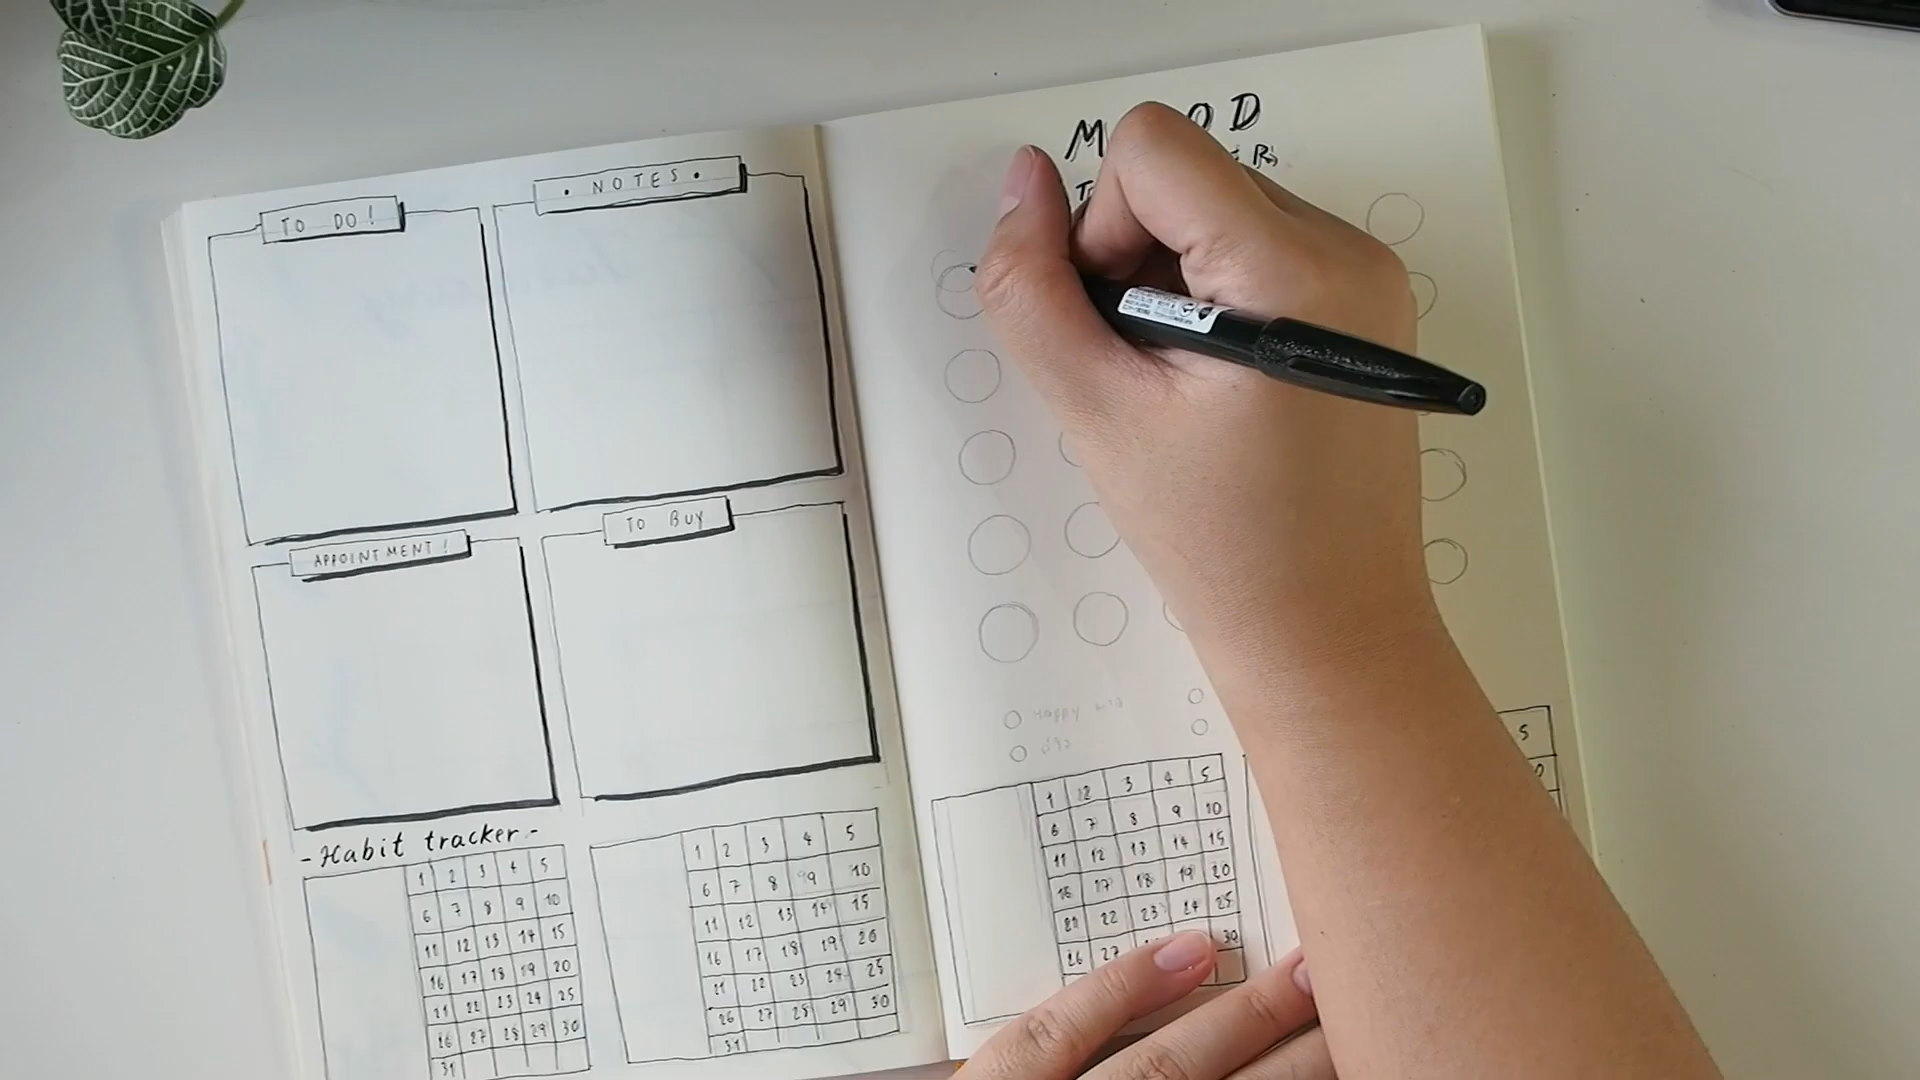 TO DO!
• NOTES •
APPOINTMENT!
TO BUY
- Habit tracker -
1 2 3 4 5
6 7 8 9 10
11 12 13 14 15
16 17 18 19 20
21 22 23 24 25
26 27 28 29 30
31
1 2 3 4 5
6 7 8 9 10
11 12 13 14 15
16 17 18 19 20
21 22 23 24 25
26 27 28 29 30
31
M O D
Happy
1 12 3 4 5
6 7 8 9 10
11 12 13 14 15
16 17 18 19 20
21 22 23 24 25
26 27 30
5